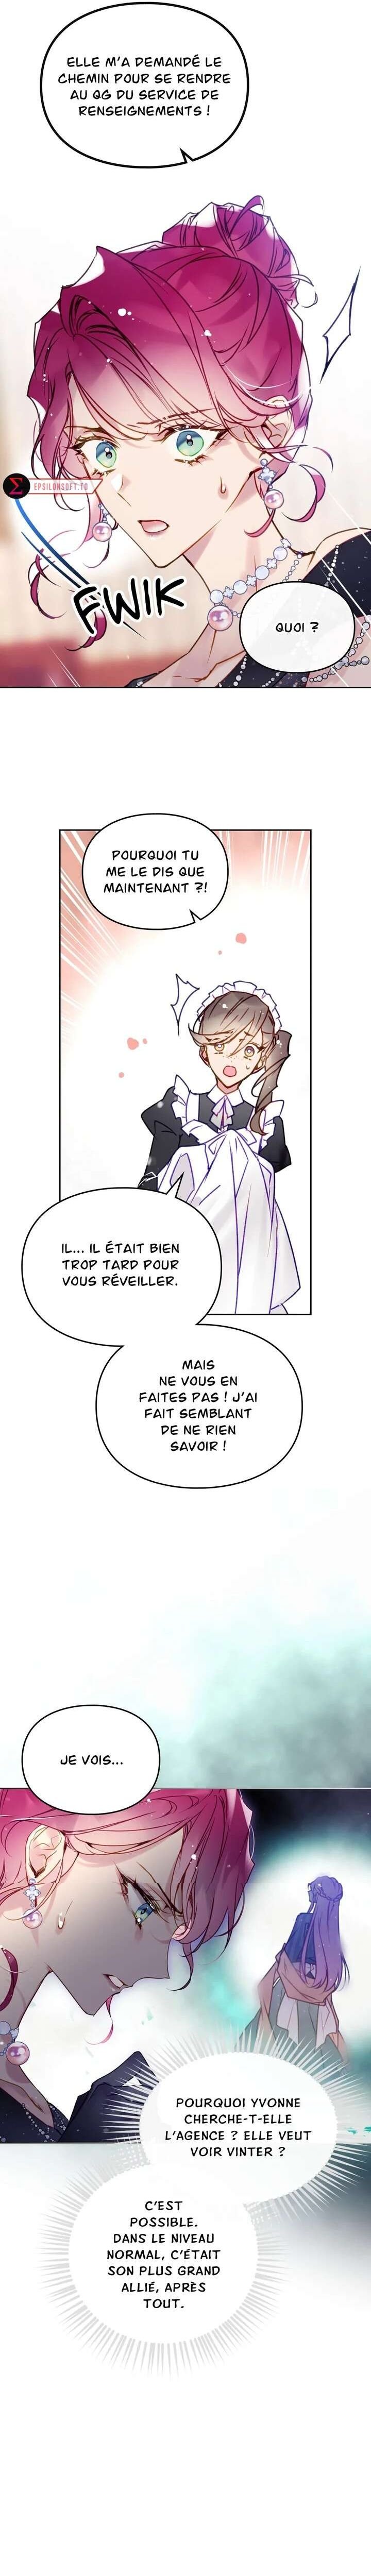 ELLE M'A DEMANDÉ LE
CHEMIN POUR SE RENDRE
AU QG DU SERVICE DE
RENSEIGNEMENTS !
EPSILONSOFT.TO
FWIK
QUOI ?
POURQUOI TU
ME LE DIS QUE
MAINTENANT ?!
IL... IL ÉTAIT BIEN
TROP TARD POUR
VOUS RÉVEILLER.
MAIS
NE VOUS EN
FAITES PAS ! J'AI
FAIT SEMBLANT
DE NE RIEN
SAVOIR !
JE VOIS...
POURQUOI YVONNE
CHERCHE-T-ELLE
L'AGENCE ? ELLE VEUT
VOIR VINTER ?
C'EST
POSSIBLE.
DANS LE NIVEAU
NORMAL, C'ÉTAIT
SON PLUS GRAND
ALLIÉ, APRÈS
TOUT.